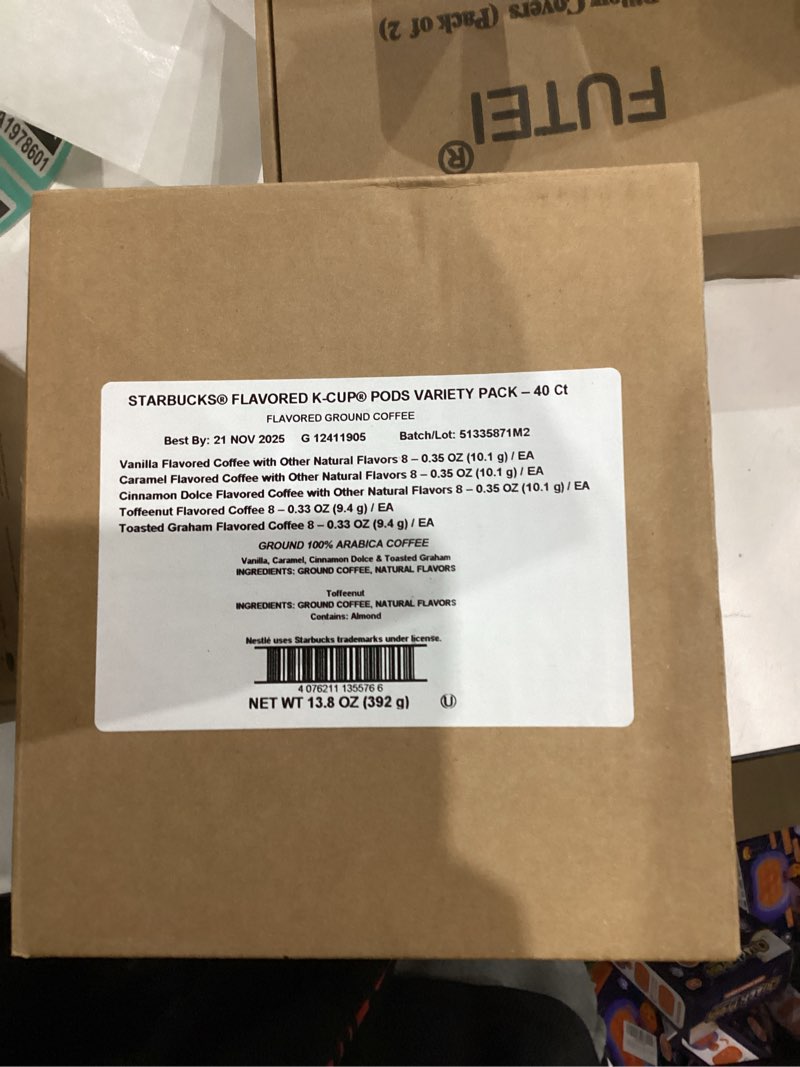 Covers (Pack of 2)
FUTEI®
A1978601
STARBUCKS® FLAVORED K-CUP® PODS VARIETY PACK – 40 Ct
FLAVORED GROUND COFFEE
Best By: 21 NOV 2025 G 12411905 Batch/Lot: 51335871M2
Vanilla Flavored Coffee with Other Natural Flavors 8 – 0.35 OZ (10.1 g) / EA
Caramel Flavored Coffee with Other Natural Flavors 8 – 0.35 OZ (10.1 g) / EA
Cinnamon Dolce Flavored Coffee with Other Natural Flavors 8 – 0.35 OZ (10.1 g) / EA
Toffeenut Flavored Coffee 8 – 0.33 OZ (9.4 g) / EA
Toasted Graham Flavored Coffee 8 – 0.33 OZ (9.4 g) / EA
GROUND 100% ARABICA COFFEE
Vanilla, Caramel, Cinnamon Dolce & Toasted Graham
INGREDIENTS: GROUND COFFEE, NATURAL FLAVORS
Toffeenut
INGREDIENTS: GROUND COFFEE, NATURAL FLAVORS
Contains: Almond
Nestlé uses Starbucks trademarks under license.
4 076211 135576 6
NET WT 13.8 OZ (392 g) U